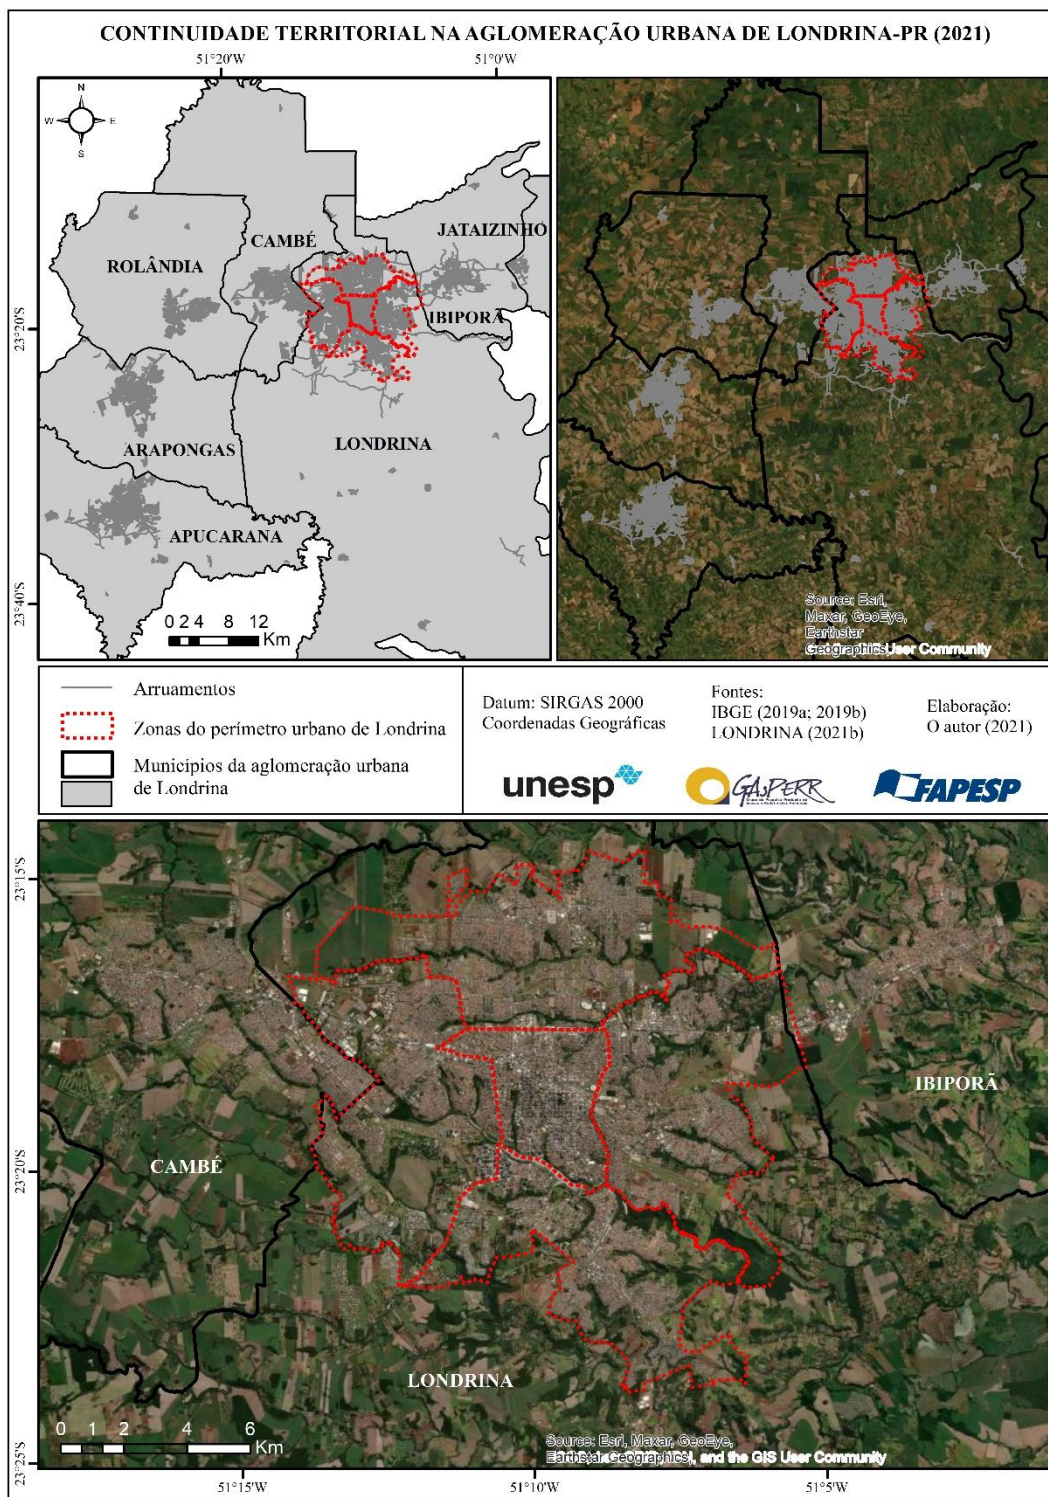 CONTINUIDADE TERRITORIAL NA AGLOMERAÇÃO URBANA DE LONDRINA-PR (2021)
51°20'W
51°0'W
N
W
E
S
JATAIZINHO
CAMBÉ
ROLÂNDIA
IBIPORÃ
23°20'S
LONDRINA
ARAPONGAS
APUCARANA
23°40'S
0 2 4 8 12
Km
Source: Esri,
Maxar, GeoEye,
Earthstar
Geographics, User Community
Arruamentos
Zonas do perímetro urbano de Londrina
Municípios da aglomeração urbana
de Londrina
Datum: SIRGAS 2000
Coordenadas Geográficas
Fontes:
IBGE (2019a; 2019b)
LONDRINA (2021b)
Elaboração:
O autor (2021)
unesp
GAsPERR
FAPESP
23°15'S
IBIPORÃ
CAMBÉ
23°20'S
LONDRINA
0 1 2 4 6
Km
Source: Esri, Maxar, GeoEye,
Earthstar Geographics, and the GIS User Community
23°25'S
51°15'W
51°10'W
51°5'W